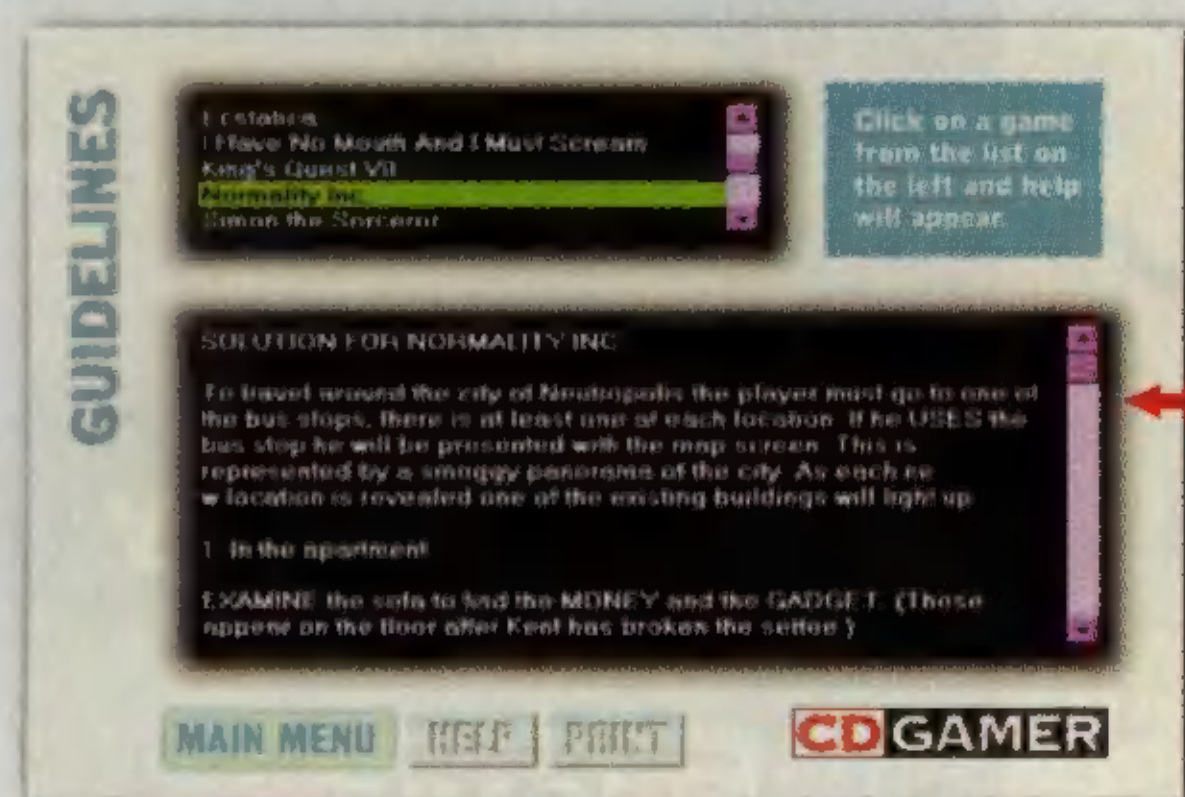 GUIDELINES
Ecstatica
I Have No Mouth And I Must Scream
King's Quest VII
Normality Inc
Simon the Sorcerer
Click on a game
from the list on
the left and help
will appear.
SOLUTION FOR NORMALITY INC
To travel around the city of Neutropolis the player must go to one of
the bus stops, there is at least one at each location. If he USES the
bus stop he will be presented with the map screen. This is
represented by a smoggy panorama of the city. As each ne
w location is revealed one of the existing buildings will light up
1. In the apartment
EXAMINE the sofa to find the MONEY and the GADGET. (These
appear on the floor after Kent has broken the settee.)
MAIN MENU
HELP
PRINT
CDGAMER